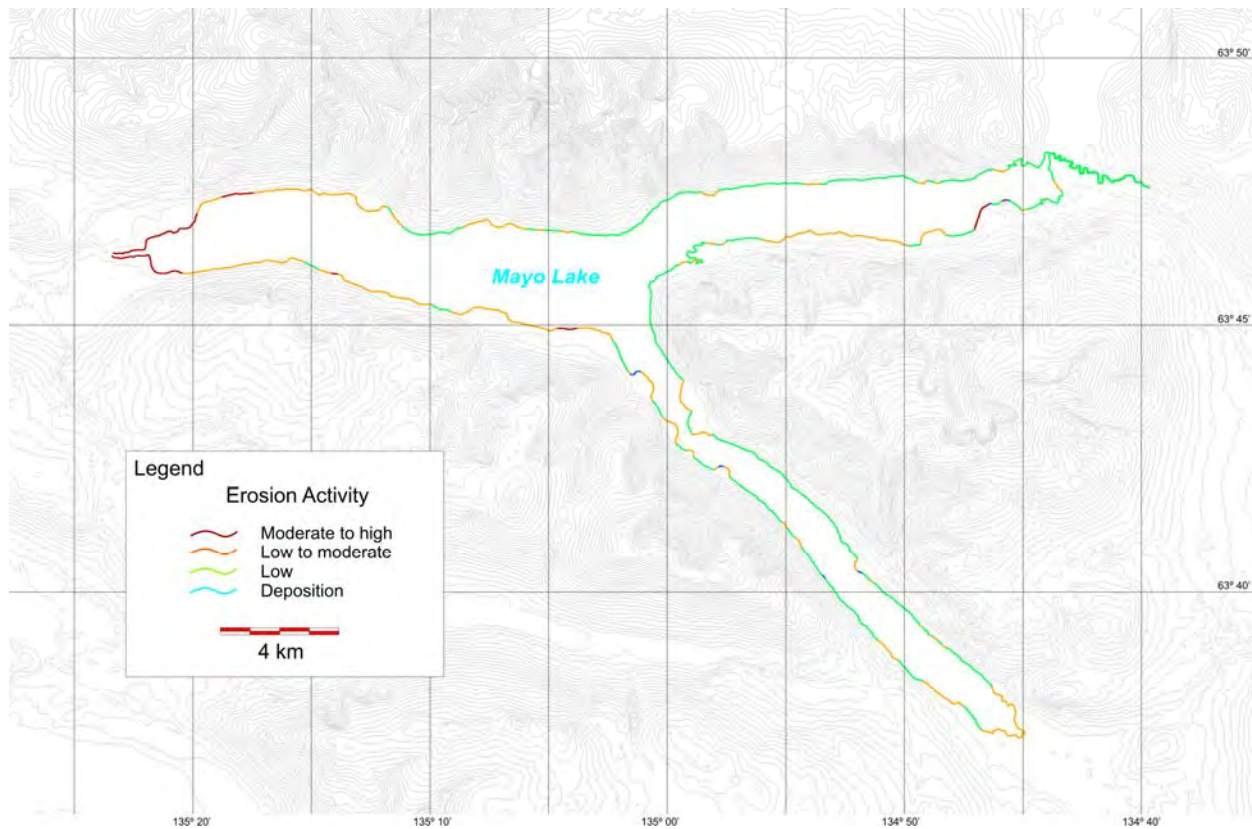 63° 50'
Mayo Lake
63° 45'
Legend
Erosion Activity
Moderate to high
Low to moderate
Low
Deposition
4 km
63° 40'
135° 20'
135° 10'
135° 00'
134° 50'
134° 40'